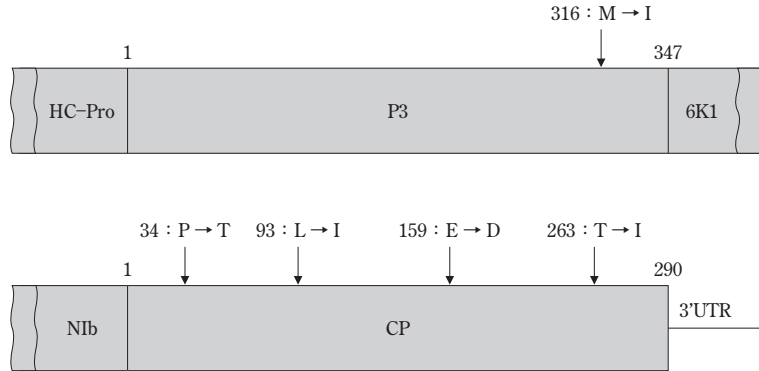 316 : M → I
1 347
HC-Pro P3 6K1
34 : P → T 93 : L → I 159 : E → D 263 : T → I
1 290
NIb CP 3'UTR